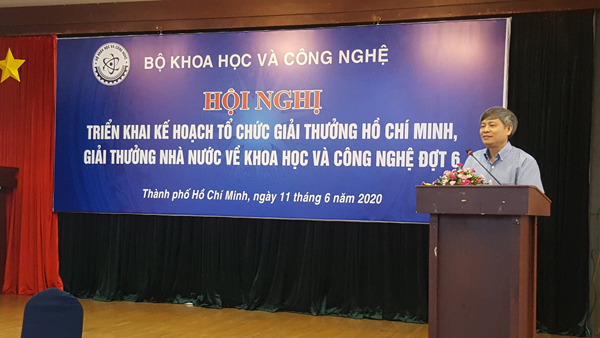 BỘ KHOA HỌC VÀ CÔNG NGHỆ
HỘI NGHỊ
TRIỂN KHAI KẾ HOẠCH TỔ CHỨC GIẢI THƯỞNG HỒ CHÍ MINH,
GIẢI THƯỞNG NHÀ NƯỚC VỀ KHOA HỌC VÀ CÔNG NGHỆ ĐỢT 6
Thành phố Hồ Chí Minh, ngày 11 tháng 6 năm 2020